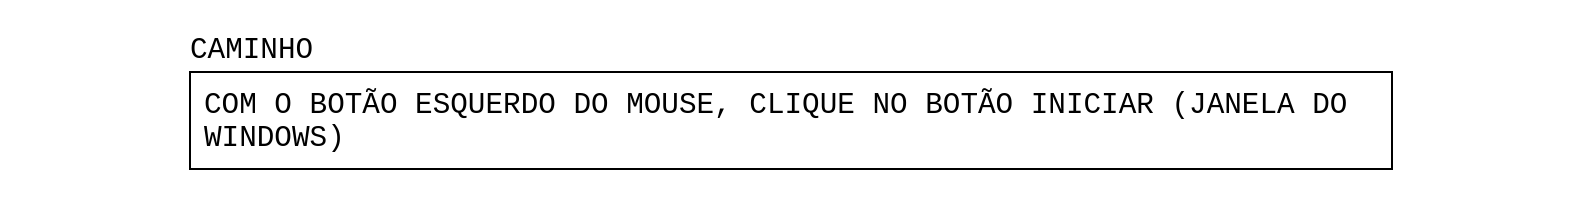 CAMINHO
COM O BOTÃO ESQUERDO DO MOUSE, CLIQUE NO BOTÃO INICIAR (JANELA DO
WINDOWS)